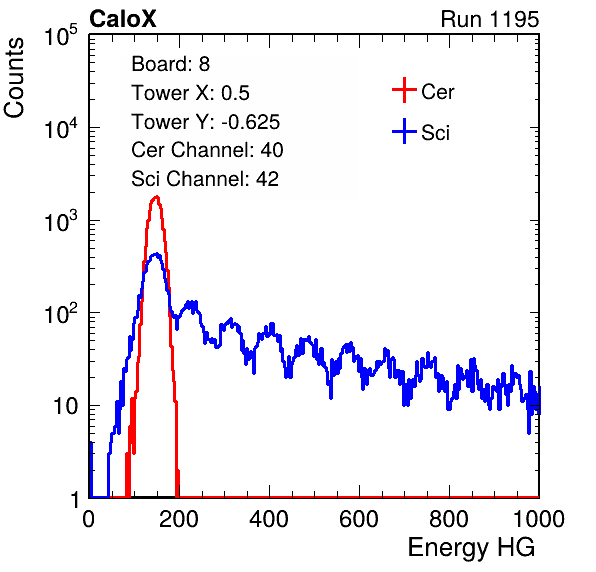 CaloX Run 1195
Counts
10^5
10^4
10^3
10^2
10
1
Board: 8
Tower X: 0.5
Tower Y: -0.625
Cer Channel: 40
Sci Channel: 42
Cer
Sci
0 200 400 600 800 1000
Energy HG